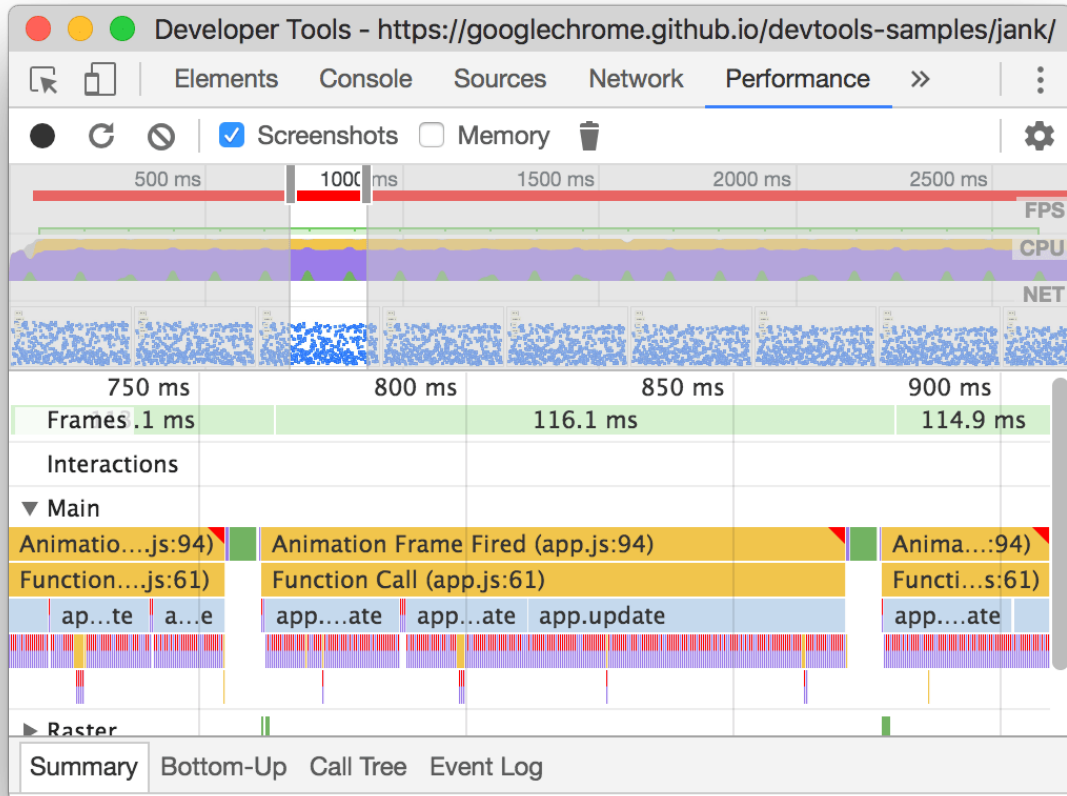 Developer Tools - https://googlechrome.github.io/devtools-samples/jank/
Elements Console Sources Network Performance »
Screenshots Memory
500 ms 1000 ms 1500 ms 2000 ms 2500 ms
FPS
CPU
NET
750 ms 800 ms 850 ms 900 ms
Frames .1 ms 116.1 ms 114.9 ms
Interactions
Main
Animatio....js:94) Animation Frame Fired (app.js:94) Anima...:94)
Function....js:61) Function Call (app.js:61) Functi...s:61)
ap...te a...e app....ate app...ate app.update app....ate
Raster
Summary Bottom-Up Call Tree Event Log